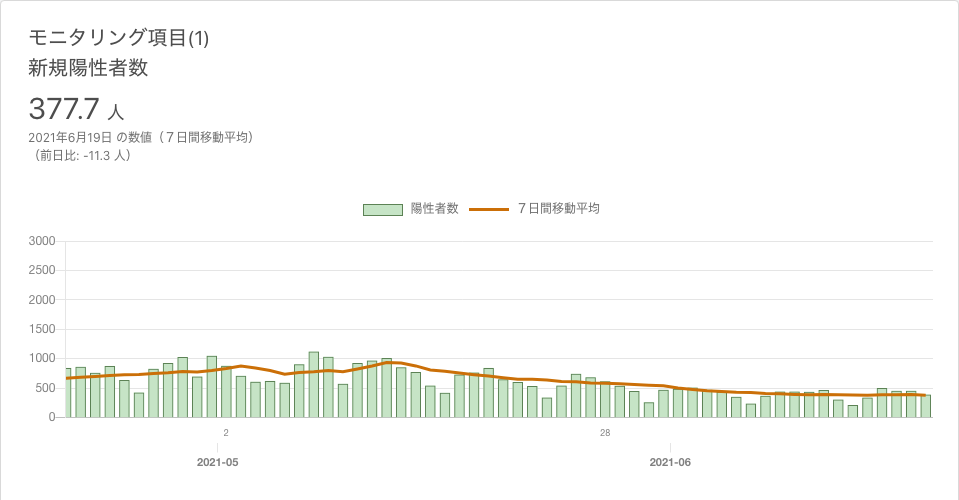 モニタリング項目(1)
新規陽性者数
377.7 人
2021年6月19日 の数値（７日間移動平均）
（前日比: -11.3 人）
陽性者数 ７日間移動平均
3000
2500
2000
1500
1000
500
0
2 28
2021-05 2021-06